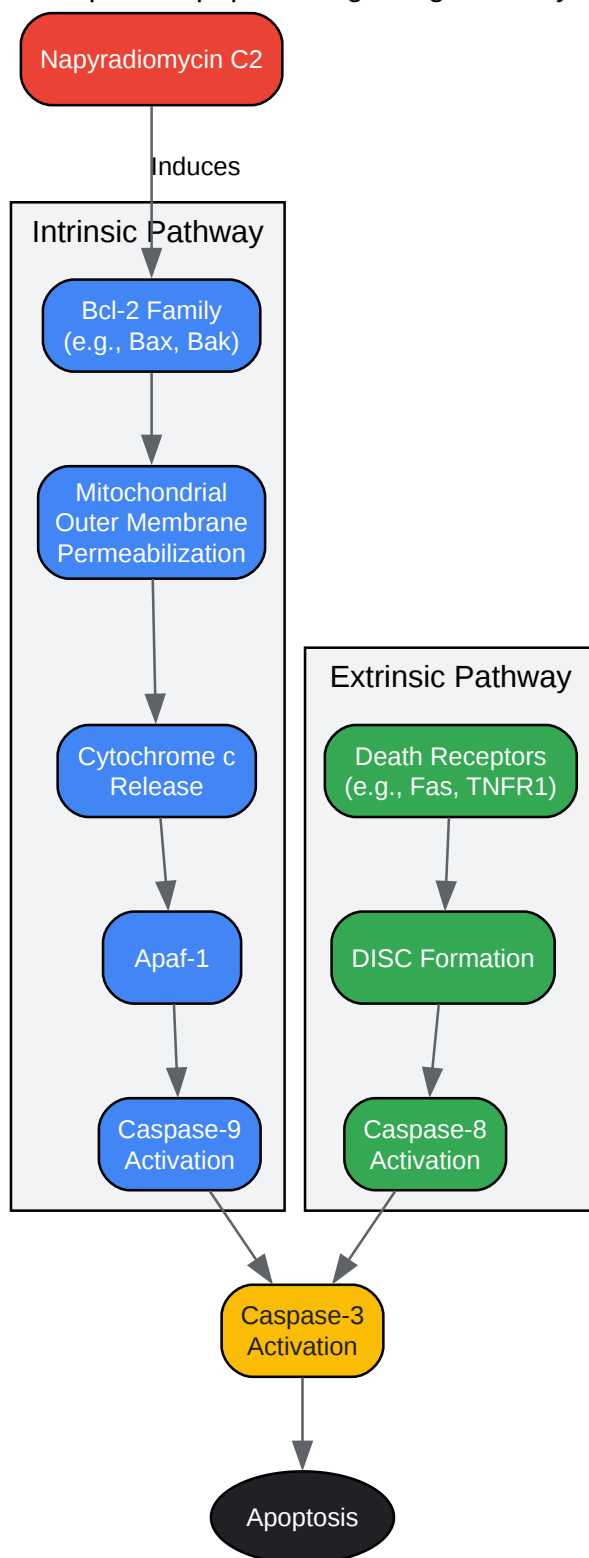 Napyradiomycin C2
Induces
Intrinsic Pathway
Bcl-2 Family
(e.g., Bax, Bak)
Mitochondrial
Outer Membrane
Permeabilization
Cytochrome c
Release
Apaf-1
Caspase-9
Activation
Extrinsic Pathway
Death Receptors
(e.g., Fas, TNFR1)
DISC Formation
Caspase-8
Activation
Caspase-3
Activation
Apoptosis